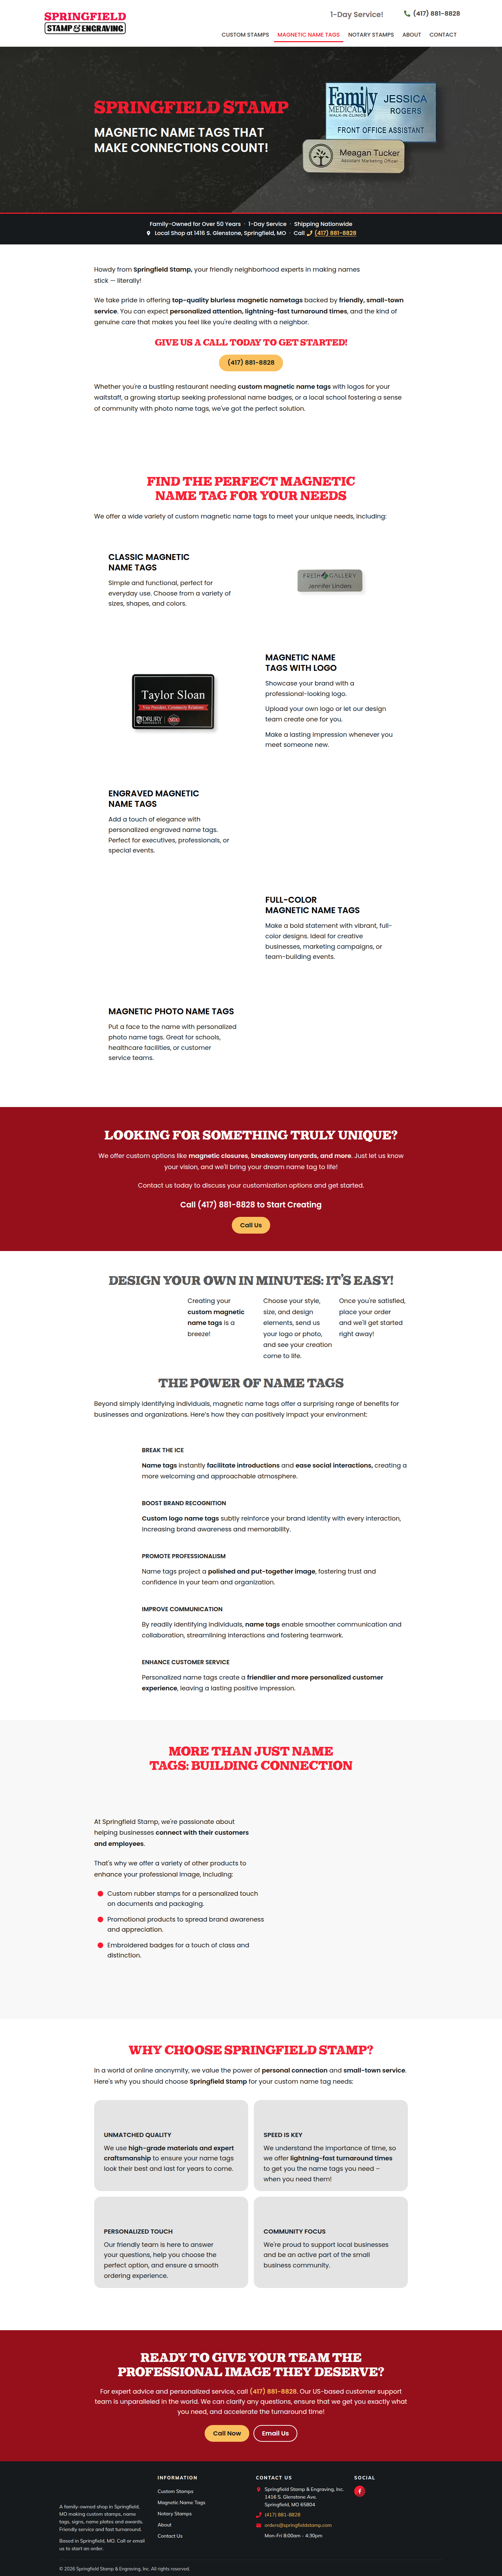 SPRINGFIELD
STAMP & ENGRAVING
1-Day Service!
(417) 881-8828
CUSTOM STAMPS
MAGNETIC NAME TAGS
NOTARY STAMPS
ABOUT
CONTACT
SPRINGFIELD STAMP
MAGNETIC NAME TAGS THAT
MAKE CONNECTIONS COUNT!
Family MEDICAL
WALK-IN CLINICS
JESSICA
ROGERS
FRONT OFFICE ASSISTANT
Meagan Tucker
Assistant Marketing Officer
Family-Owned for Over 50 Years · 1-Day Service · Shipping Nationwide
Local Shop at 1416 S. Glenstone, Springfield, MO · Call (417) 881-8828
Howdy from Springfield Stamp, your friendly neighborhood experts in making names
stick — literally!
We take pride in offering top-quality blurless magnetic nametags backed by friendly, small-town
service. You can expect personalized attention, lightning-fast turnaround times, and the kind of
genuine care that makes you feel like you're dealing with a neighbor.
GIVE US A CALL TODAY TO GET STARTED!
(417) 881-8828
Whether you're a bustling restaurant needing custom magnetic name tags with logos for your
waitstaff, a growing startup seeking professional name badges, or a local school fostering a sense
of community with photo name tags, we've got the perfect solution.
FIND THE PERFECT MAGNETIC
NAME TAG FOR YOUR NEEDS
We offer a wide variety of custom magnetic name tags to meet your unique needs, including:
CLASSIC MAGNETIC
NAME TAGS
Simple and functional, perfect for
everyday use. Choose from a variety of
sizes, shapes, and colors.
FRESH GALLERY
Jennifer Linders
Taylor Sloan
Vice President, Community Relations
DRURY
UNIVERSITY
MAGNETIC NAME
TAGS WITH LOGO
Showcase your brand with a
professional-looking logo.
Upload your own logo or let our design
team create one for you.
Make a lasting impression whenever you
meet someone new.
ENGRAVED MAGNETIC
NAME TAGS
Add a touch of elegance with
personalized engraved name tags.
Perfect for executives, professionals, or
special events.
FULL-COLOR
MAGNETIC NAME TAGS
Make a bold statement with vibrant, full-
color designs. Ideal for creative
businesses, marketing campaigns, or
team-building events.
MAGNETIC PHOTO NAME TAGS
Put a face to the name with personalized
photo name tags. Great for schools,
healthcare facilities, or customer
service teams.
LOOKING FOR SOMETHING TRULY UNIQUE?
We offer custom options like magnetic closures, breakaway lanyards, and more. Just let us know
your vision, and we'll bring your dream name tag to life!
Contact us today to discuss your customization options and get started.
Call (417) 881-8828 to Start Creating
Call Us
DESIGN YOUR OWN IN MINUTES: IT'S EASY!
Creating your
custom magnetic
name tags is a
breeze!
Choose your style,
size, and design
elements, send us
your logo or photo,
and see your creation
come to life.
Once you're satisfied,
place your order
and we'll get started
right away!
THE POWER OF NAME TAGS
Beyond simply identifying individuals, magnetic name tags offer a surprising range of benefits for
businesses and organizations. Here's how they can positively impact your environment:
BREAK THE ICE
Name tags instantly facilitate introductions and ease social interactions, creating a
more welcoming and approachable atmosphere.
BOOST BRAND RECOGNITION
Custom logo name tags subtly reinforce your brand identity with every interaction,
increasing brand awareness and memorability.
PROMOTE PROFESSIONALISM
Name tags project a polished and put-together image, fostering trust and
confidence in your team and organization.
IMPROVE COMMUNICATION
By readily identifying individuals, name tags enable smoother communication and
collaboration, streamlining interactions and fostering teamwork.
ENHANCE CUSTOMER SERVICE
Personalized name tags create a friendlier and more personalized customer
experience, leaving a lasting positive impression.
MORE THAN JUST NAME
TAGS: BUILDING CONNECTION
At Springfield Stamp, we're passionate about
helping businesses connect with their customers
and employees.
That's why we offer a variety of other products to
enhance your professional image, including:
Custom rubber stamps for a personalized touch
on documents and packaging.
Promotional products to spread brand awareness
and appreciation.
Embroidered badges for a touch of class and
distinction.
WHY CHOOSE SPRINGFIELD STAMP?
In a world of online anonymity, we value the power of personal connection and small-town service.
Here's why you should choose Springfield Stamp for your custom name tag needs:
UNMATCHED QUALITY
We use high-grade materials and expert
craftsmanship to ensure your name tags
look their best and last for years to come.
SPEED IS KEY
We understand the importance of time, so
we offer lightning-fast turnaround times
to get you the name tags you need –
when you need them!
PERSONALIZED TOUCH
Our friendly team is here to answer
your questions, help you choose the
perfect option, and ensure a smooth
ordering experience.
COMMUNITY FOCUS
We're proud to support local businesses
and be an active part of the small
business community.
READY TO GIVE YOUR TEAM THE
PROFESSIONAL IMAGE THEY DESERVE?
For expert advice and personalized service, call (417) 881-8828. Our US-based customer support
team is unparalleled in the world. We can clarify any questions, ensure that we get you exactly what
you need, and accelerate the turnaround time!
Call Now
Email Us
A family owned shop in Springfield,
MO making custom stamps, name
tags, signs, name plates and awards.
Friendly service and fast turnaround.
Based in Springfield, MO. Call or email
us to start an order.
INFORMATION
Custom Stamps
Magnetic Name Tags
Notary Stamps
About
Contact Us
CONTACT US
Springfield Stamp & Engraving, Inc.
1416 S. Glenstone Ave.
Springfield, MO 65804
(417) 881-8828
orders@springfieldstamp.com
Mon-Fri 8:00am - 4:30pm
SOCIAL
© 2026 Springfield Stamp & Engraving, Inc. All rights reserved.